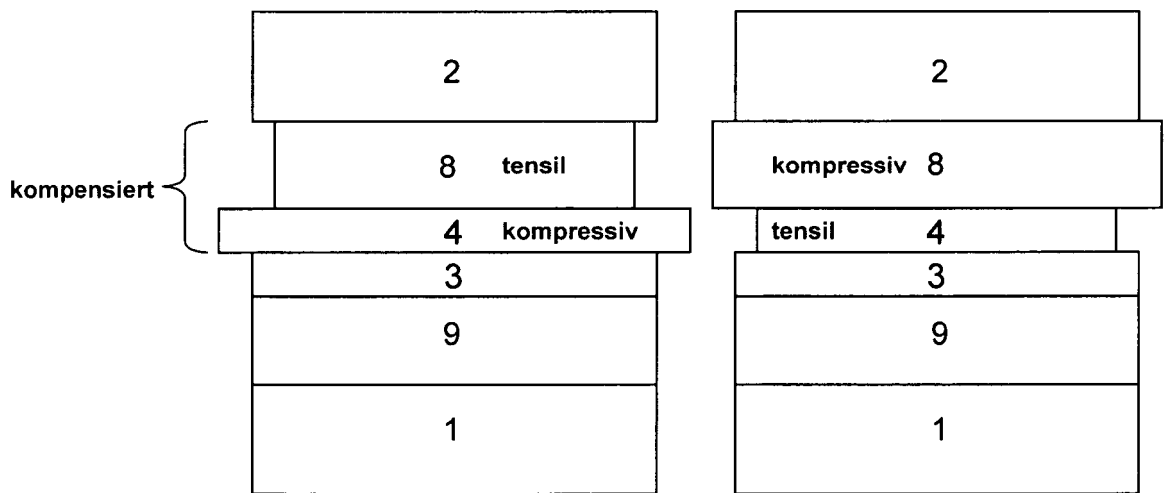 2 2
8 tensil kompressiv 8
kompensiert
4 kompressiv tensil 4
3 3
9 9
1 1